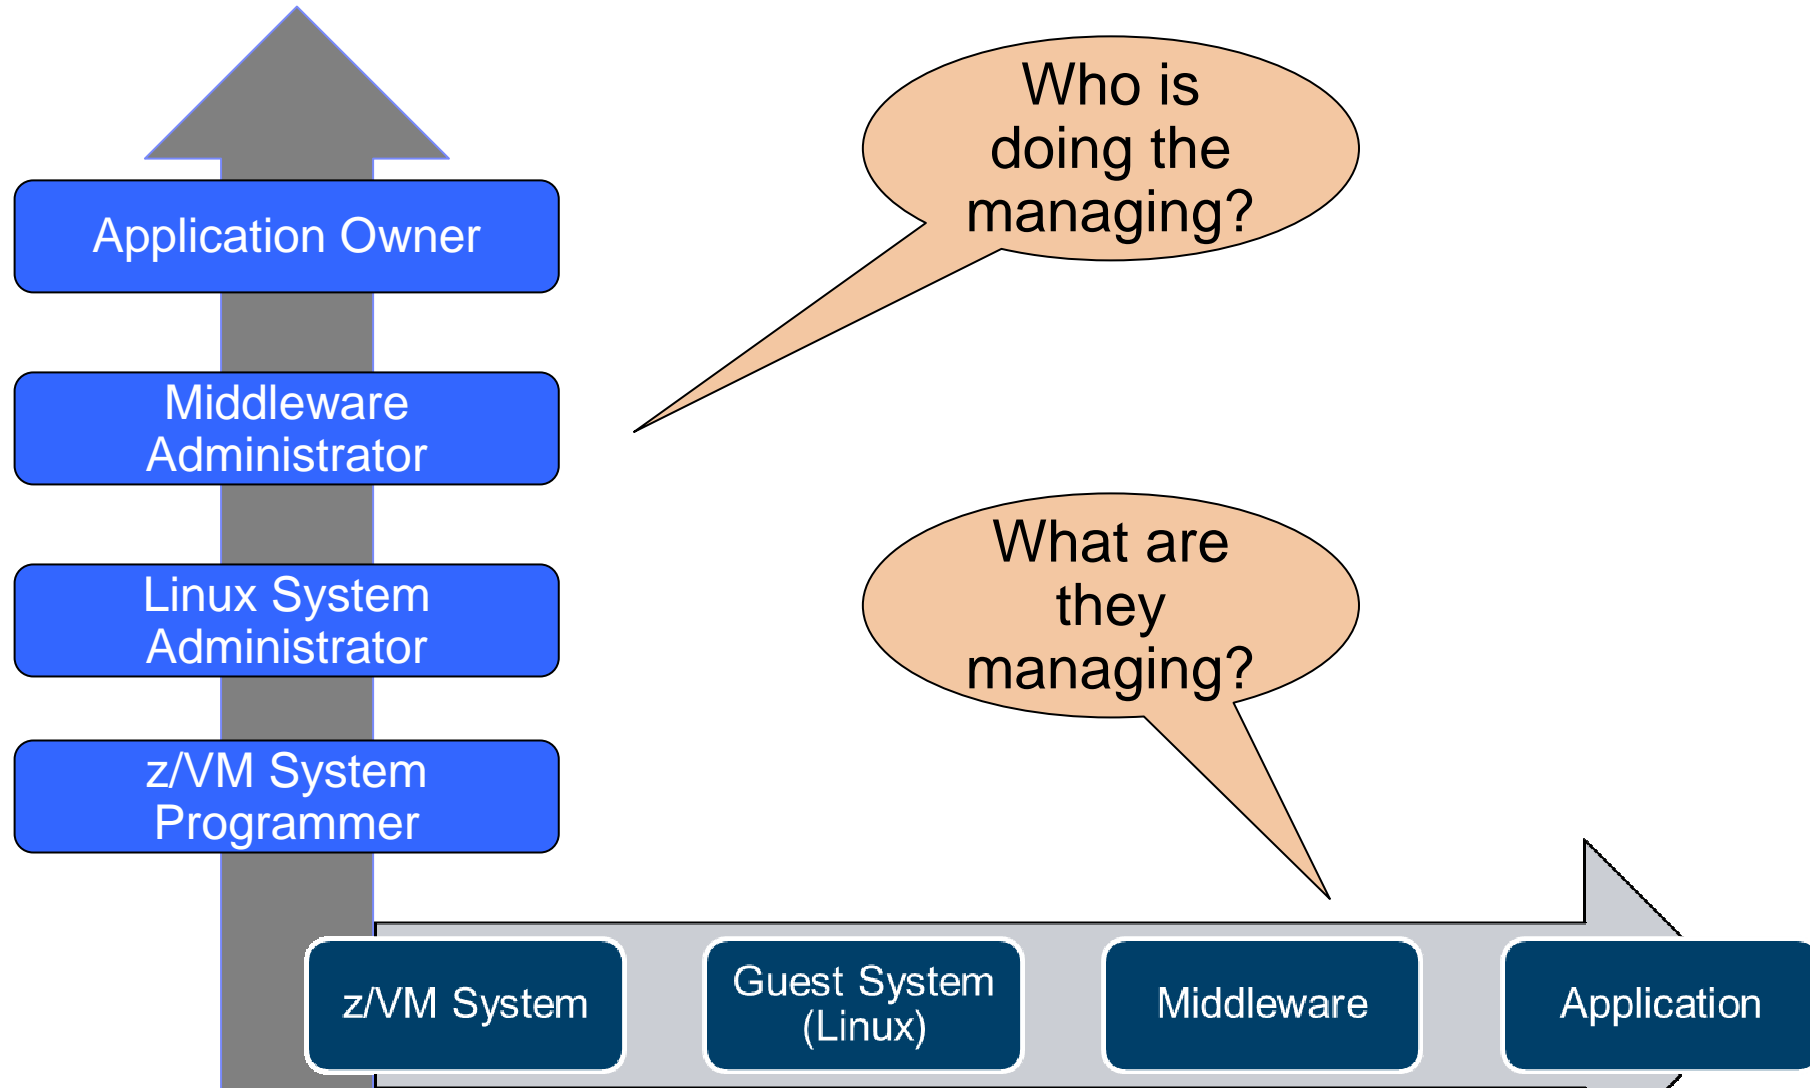 Who is
doing the
managing?
Application Owner
Middleware
Administrator
What are
they
managing?
Linux System
Administrator
z/VM System
Programmer
z/VM System
Guest System
(Linux)
Middleware
Application